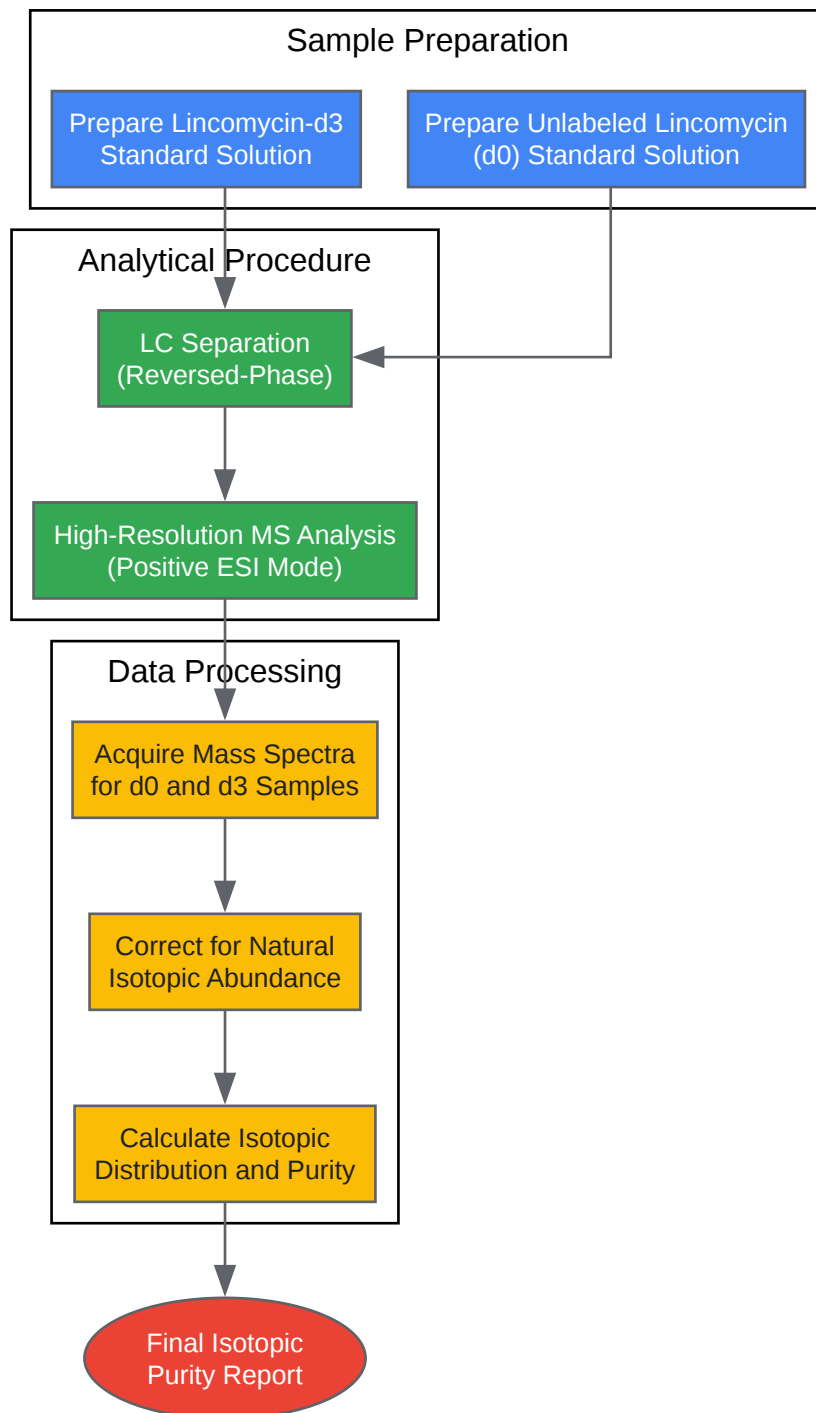 Sample Preparation
Prepare Lincomycin-d3
Standard Solution
Prepare Unlabeled Lincomycin
(d0) Standard Solution
Analytical Procedure
LC Separation
(Reversed-Phase)
High-Resolution MS Analysis
(Positive ESI Mode)
Data Processing
Acquire Mass Spectra
for d0 and d3 Samples
Correct for Natural
Isotopic Abundance
Calculate Isotopic
Distribution and Purity
Final Isotopic
Purity Report